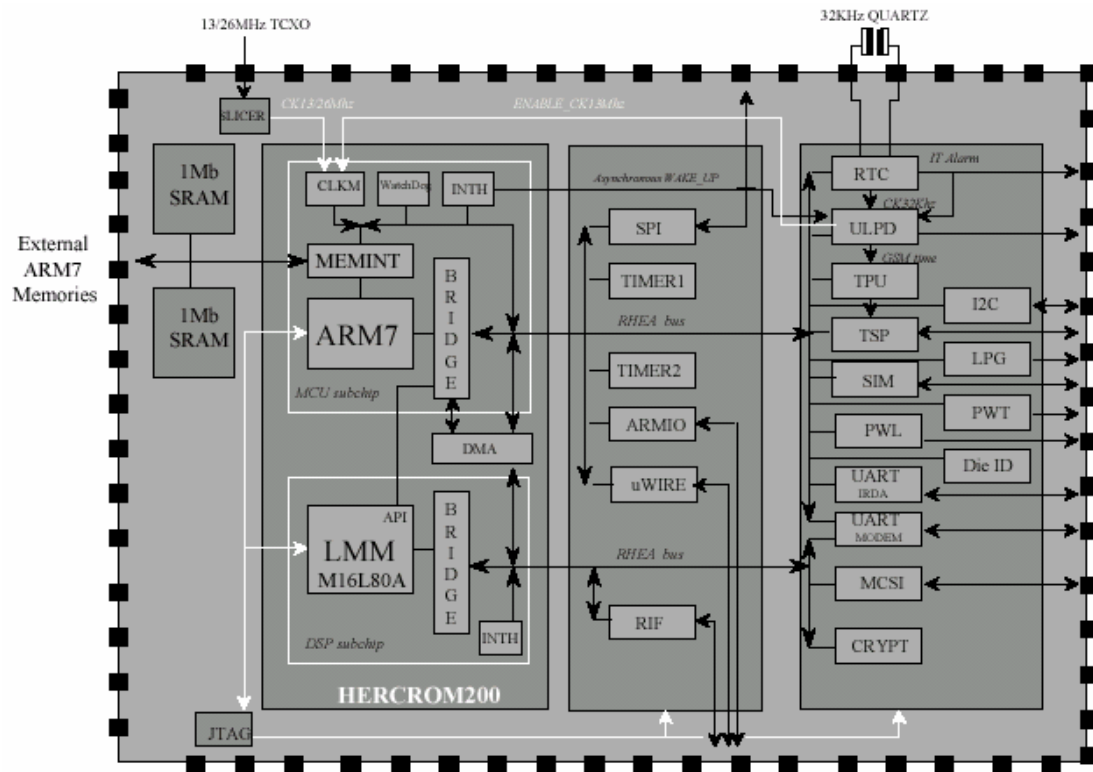 13/26MHz TCXO
32KHz QUARTZ
SLICER
CK13/26Mhz
ENABLE_CK13Mhz
1Mb
SRAM
CLKM
WatchDog
INTH
Asynchronous WAKE_UP
RTC
IT Alarm
CK32Khz
SPI
ULPD
GSM time
External
ARM7
Memories
MEMINT
BRIDGE
TIMER1
TPU
I2C
1Mb
SRAM
ARM7
RHEA bus
TSP
LPG
MCU subchip
TIMER2
SIM
PWT
ARMIO
PWL
DMA
Die ID
uWIRE
UART
IRDA
API
LMM
M16L80A
BRIDGE
UART
MODEM
RHEA bus
MCSI
RIF
INTH
CRYPT
DSP subchip
HERCROM200
JTAG